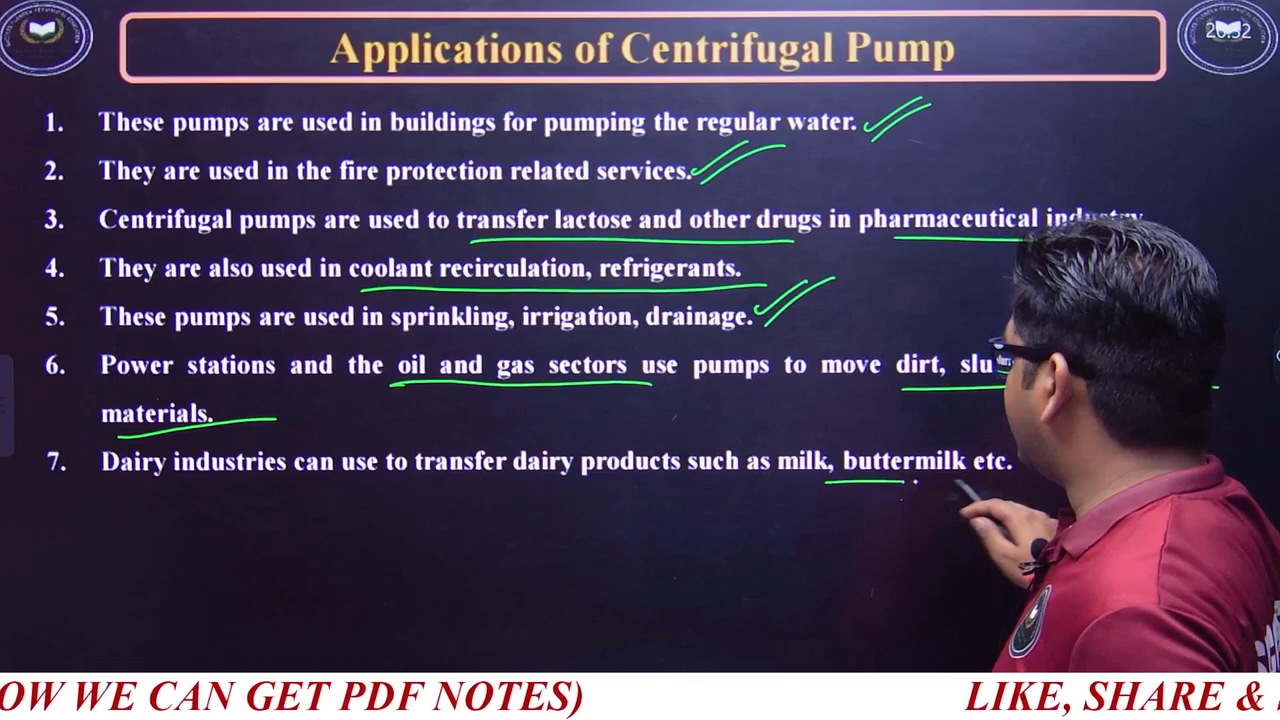 Applications of Centrifugal Pump
20:52
1. These pumps are used in buildings for pumping the regular water.
2. They are used in the fire protection related services.
3. Centrifugal pumps are used to transfer lactose and other drugs in pharmaceutical industry
4. They are also used in coolant recirculation, refrigerants.
5. These pumps are used in sprinkling, irrigation, drainage.
6. Power stations and the oil and gas sectors use pumps to move dirt,
materials.
7. Dairy industries can use to transfer dairy products such as milk, buttermilk etc.
OW WE CAN GET PDF NOTES) LIKE, SHARE &